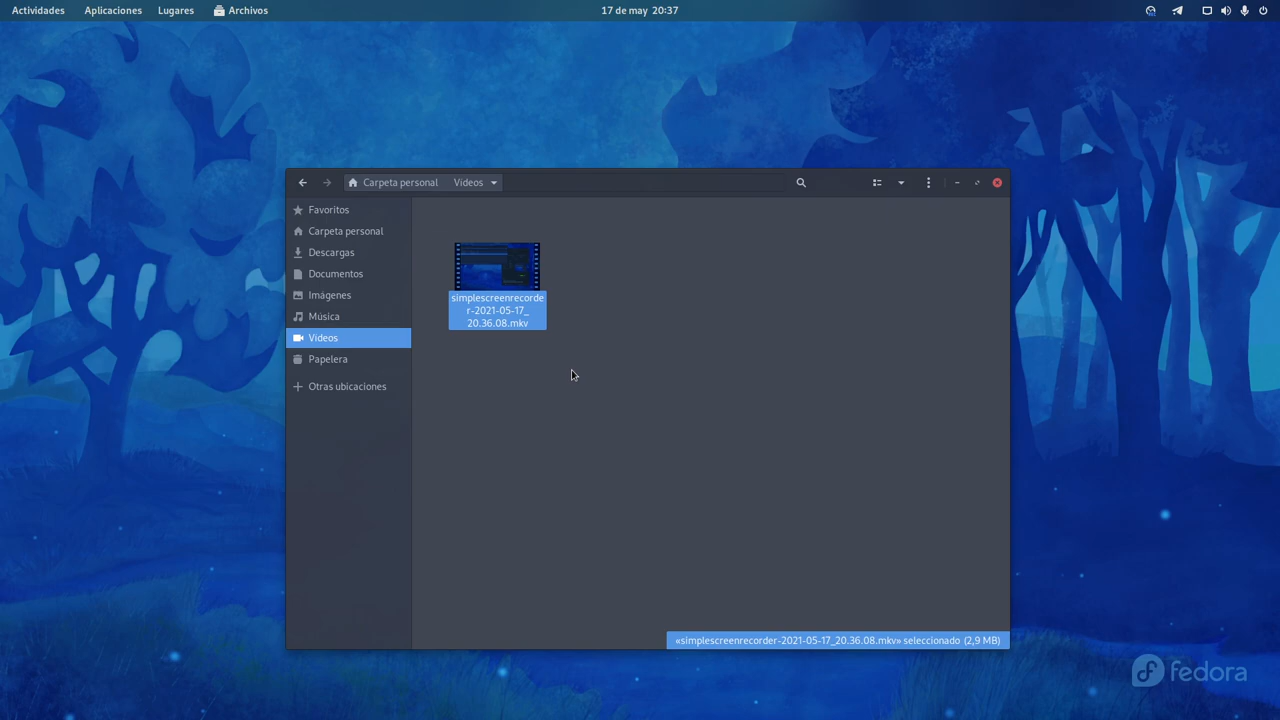 Actividades Aplicaciones Lugares Archivos 17 de may 20:37
Carpeta personal Vídeos
Favoritos
Carpeta personal
Descargas
Documentos
Imágenes
Música
Vídeos
Papelera
Otras ubicaciones
simplescreenrecorde
r-2021-05-17_
20.36.08.mkv
«simplescreenrecorder-2021-05-17_20.36.08.mkv» seleccionado (2,9 MB)
fedora